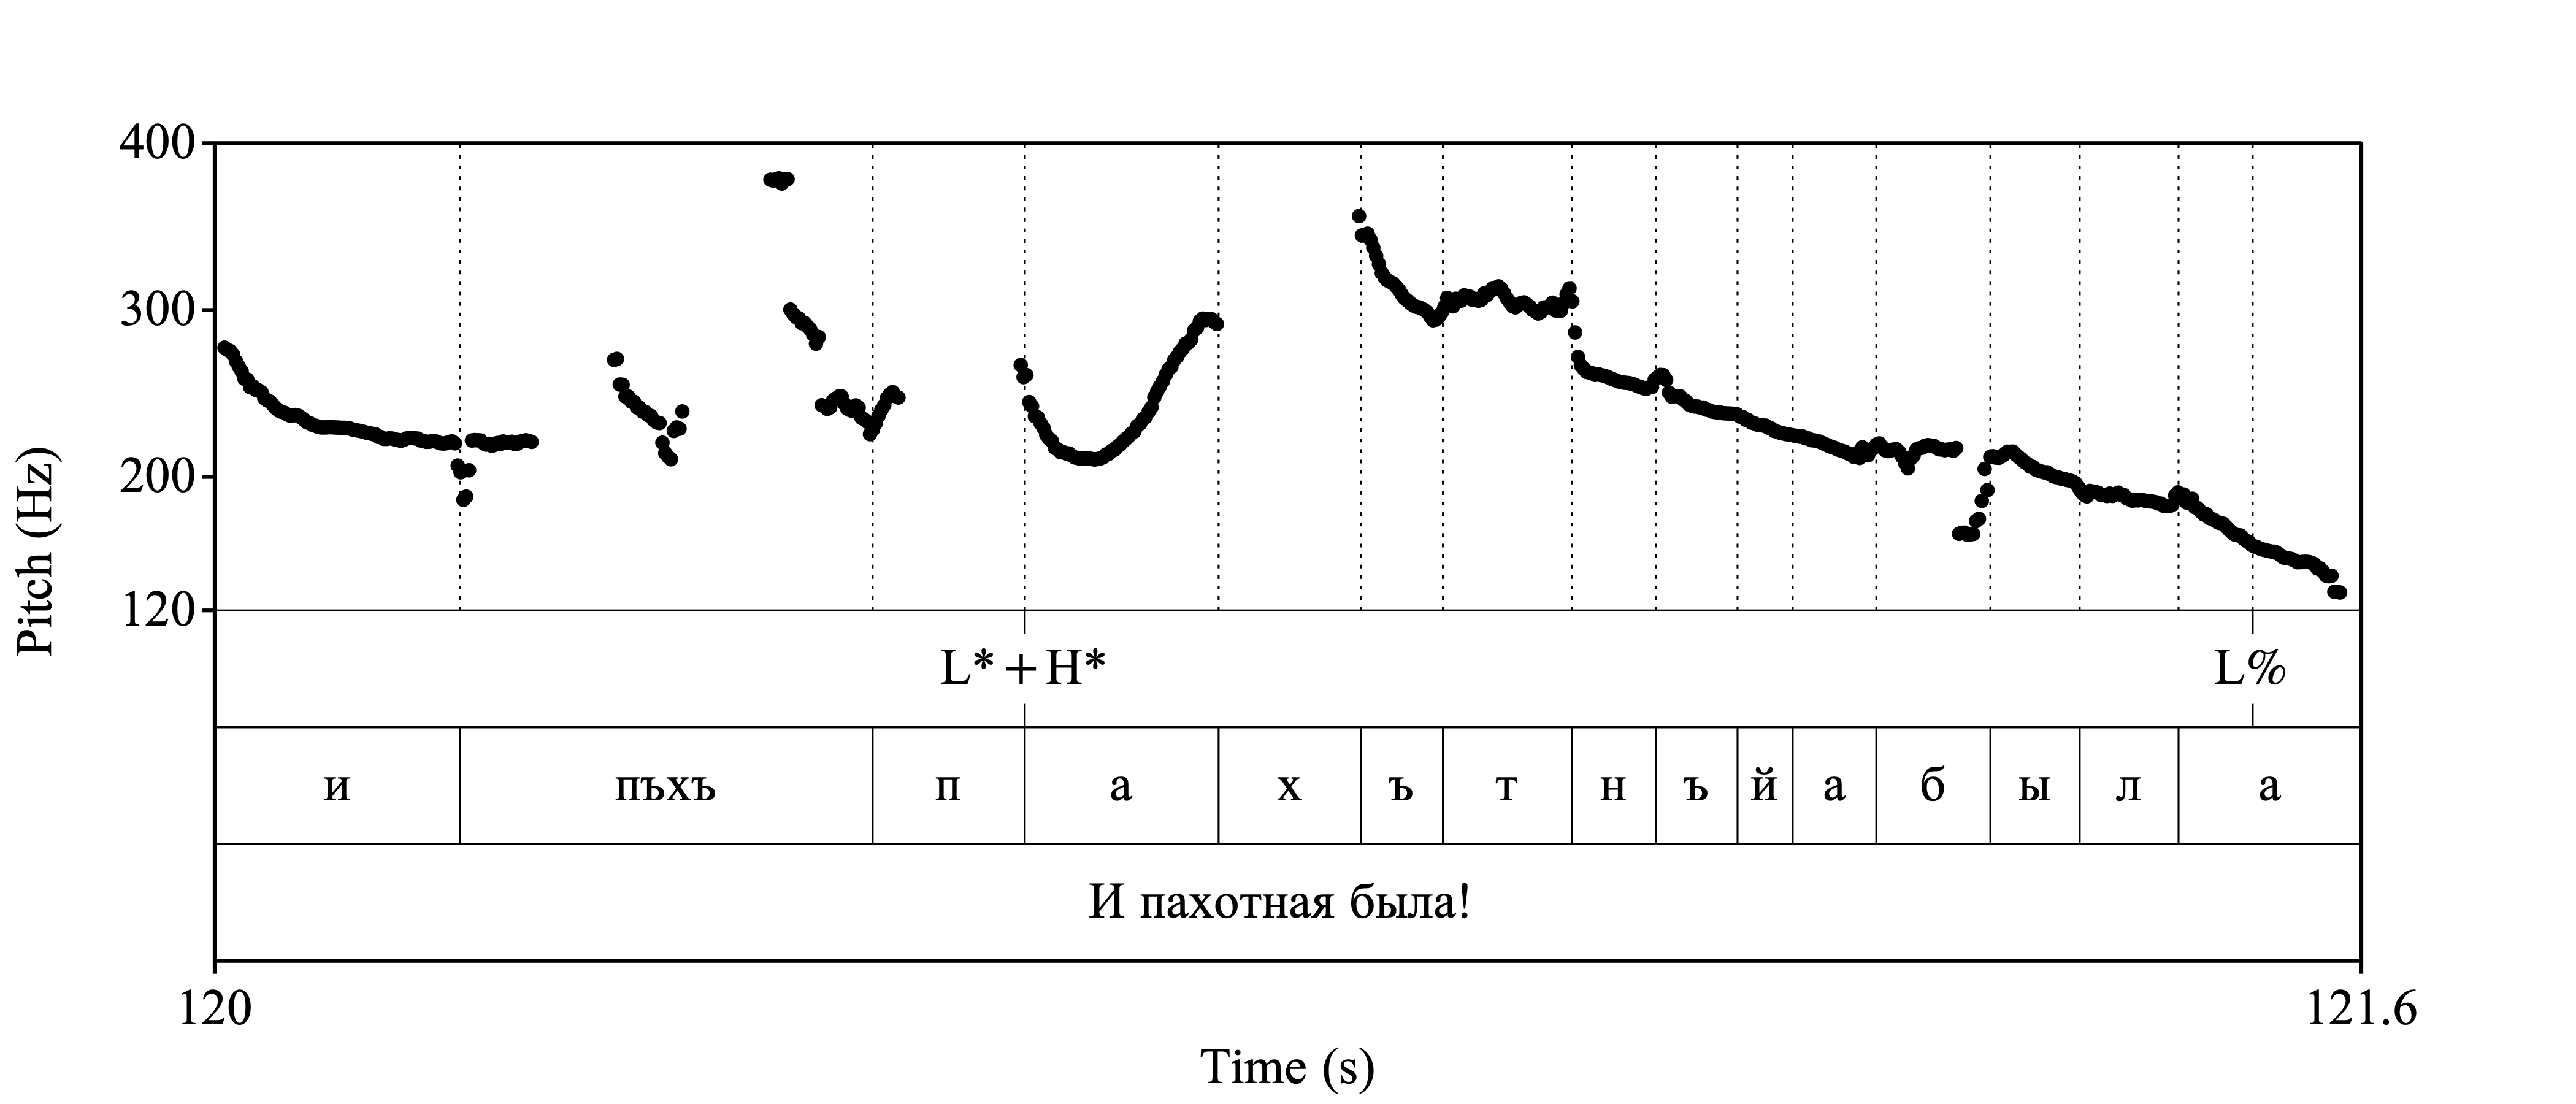 400
300
200
120
Pitch (Hz)
L* + H* L%
и пъхъ п а х ъ т н ъ й а б ы л а
И пахотная была!
120 121.6
Time (s)